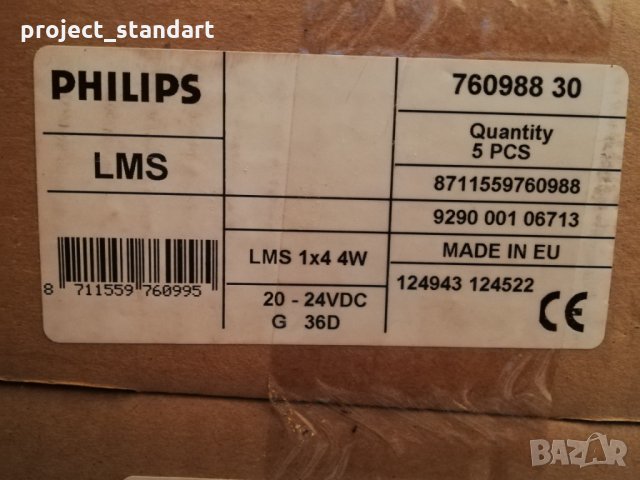 project_standart
PHILIPS
LMS
8 711559 760995
LMS 1x4 4W
20 - 24VDC
G 36D
760988 30
Quantity
5 PCS
8711559760988
9290 001 06713
MADE IN EU
124943 124522
CE
BAZAR